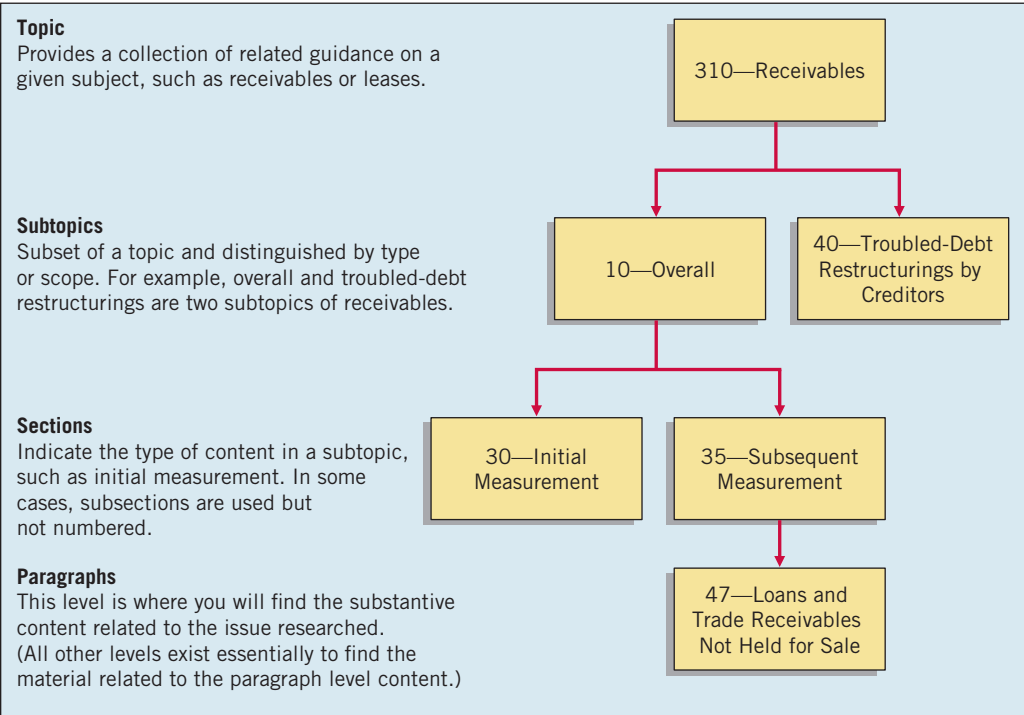 Topic
Provides a collection of related guidance on a
given subject, such as receivables or leases.
310—Receivables
Subtopics
Subset of a topic and distinguished by type
or scope. For example, overall and troubled-debt
restructurings are two subtopics of receivables.
10—Overall
40—Troubled-Debt
Restructurings by
Creditors
Sections
Indicate the type of content in a subtopic,
such as initial measurement. In some
cases, subsections are used but
not numbered.
30—Initial
Measurement
35—Subsequent
Measurement
Paragraphs
This level is where you will find the substantive
content related to the issue researched.
(All other levels exist essentially to find the
material related to the paragraph level content.)
47—Loans and
Trade Receivables
Not Held for Sale